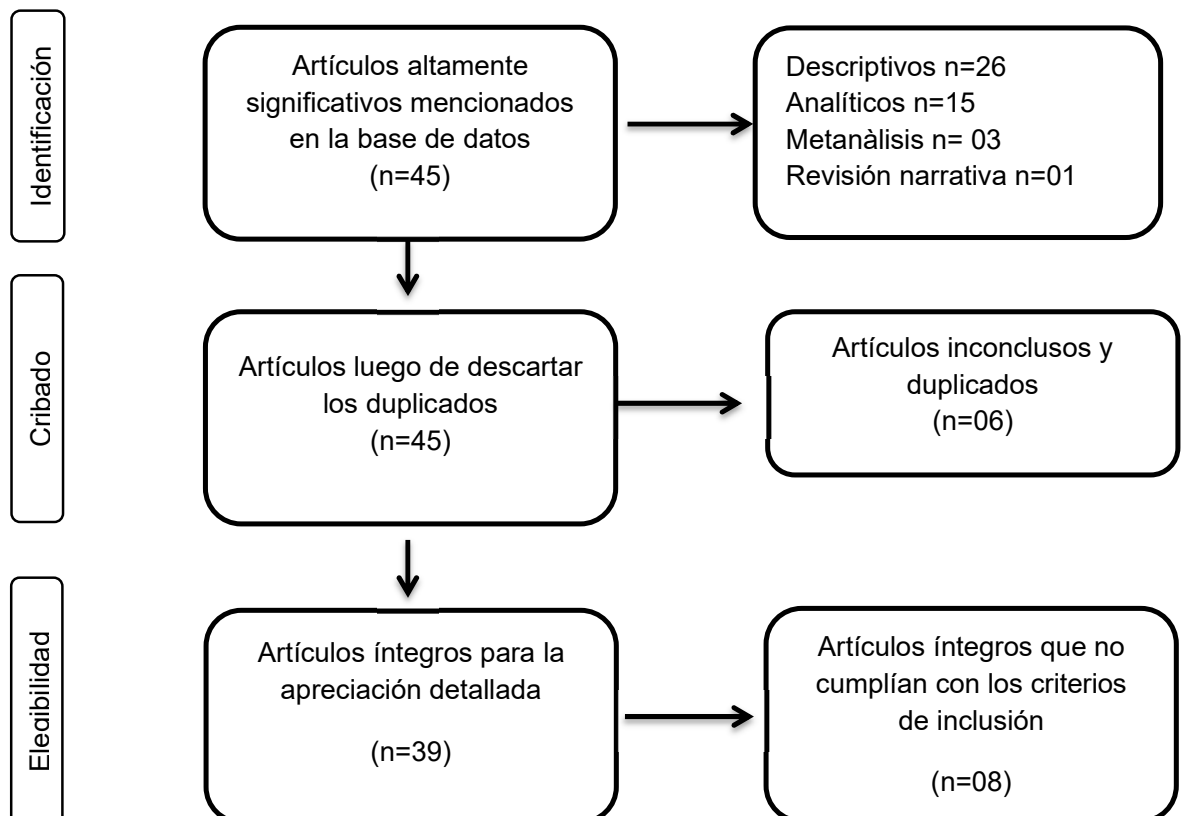 Identificación
Artículos altamente
significativos mencionados
en la base de datos
(n=45)
Descriptivos n=26
Analíticos n=15
Metanàlisis n= 03
Revisión narrativa n=01
Cribado
Artículos luego de descartar
los duplicados
(n=45)
Artículos inconclusos y
duplicados
(n=06)
Elegibilidad
Artículos íntegros para la
apreciación detallada
(n=39)
Artículos íntegros que no
cumplían con los criterios
de inclusión
(n=08)